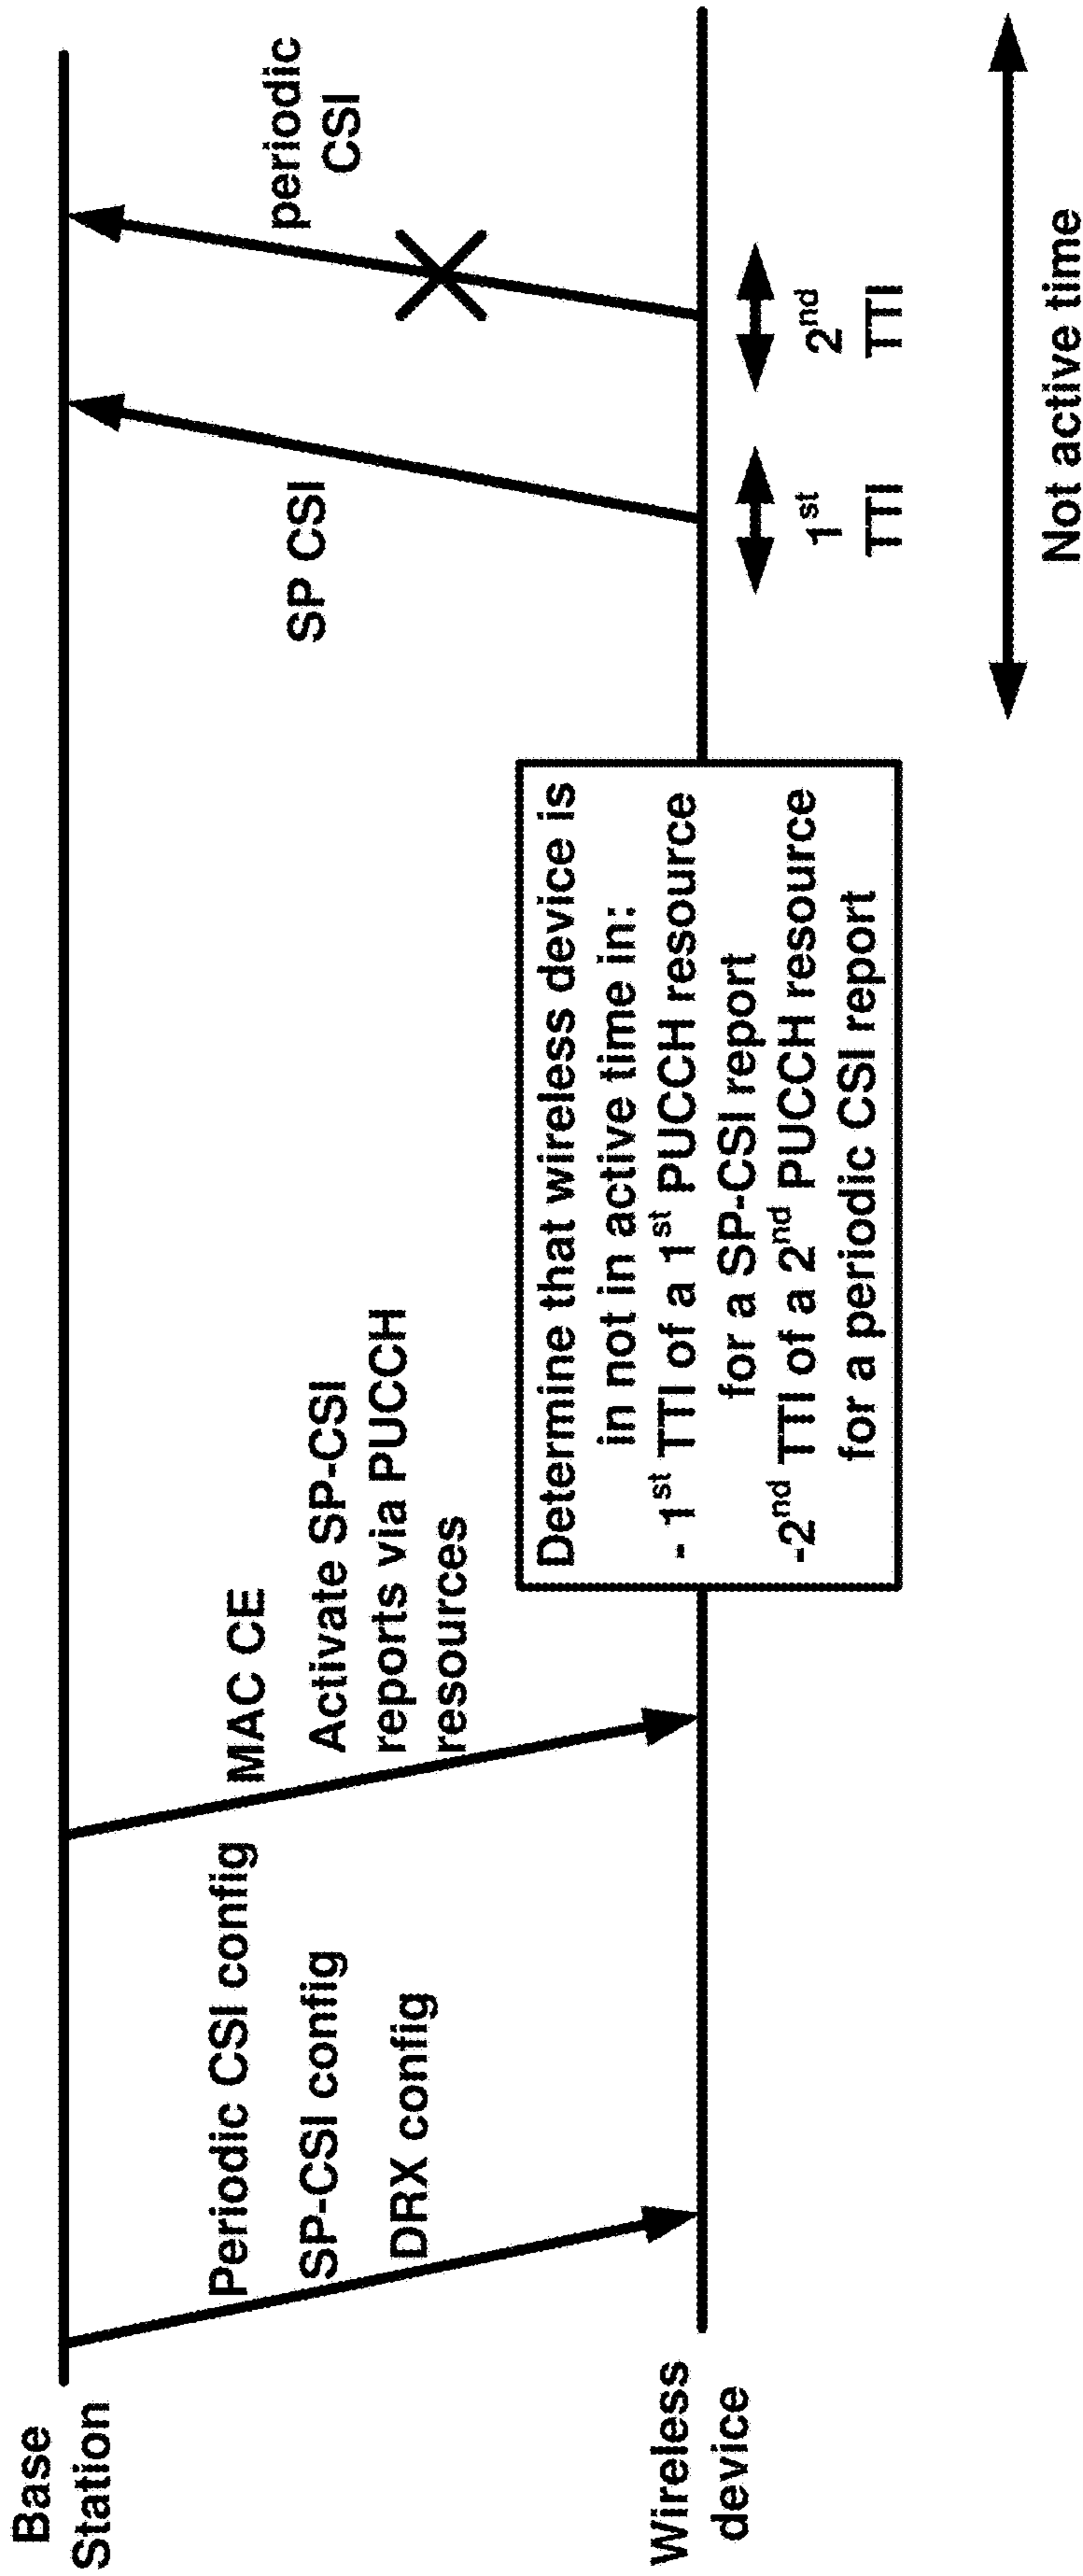 Base
Station
Periodic CSI config
SP-CSI config
DRX config
MAC CE
Activate SP-CSI
reports via PUCCH
resources
SP CSI
periodic
CSI
Wireless
device
Determine that wireless device is
in not in active time in:
- 1st TTI of a 1st PUCCH resource
for a SP-CSI report
-2nd TTI of a 2nd PUCCH resource
for a periodic CSI report
1st
TTI
2nd
TTI
Not active time